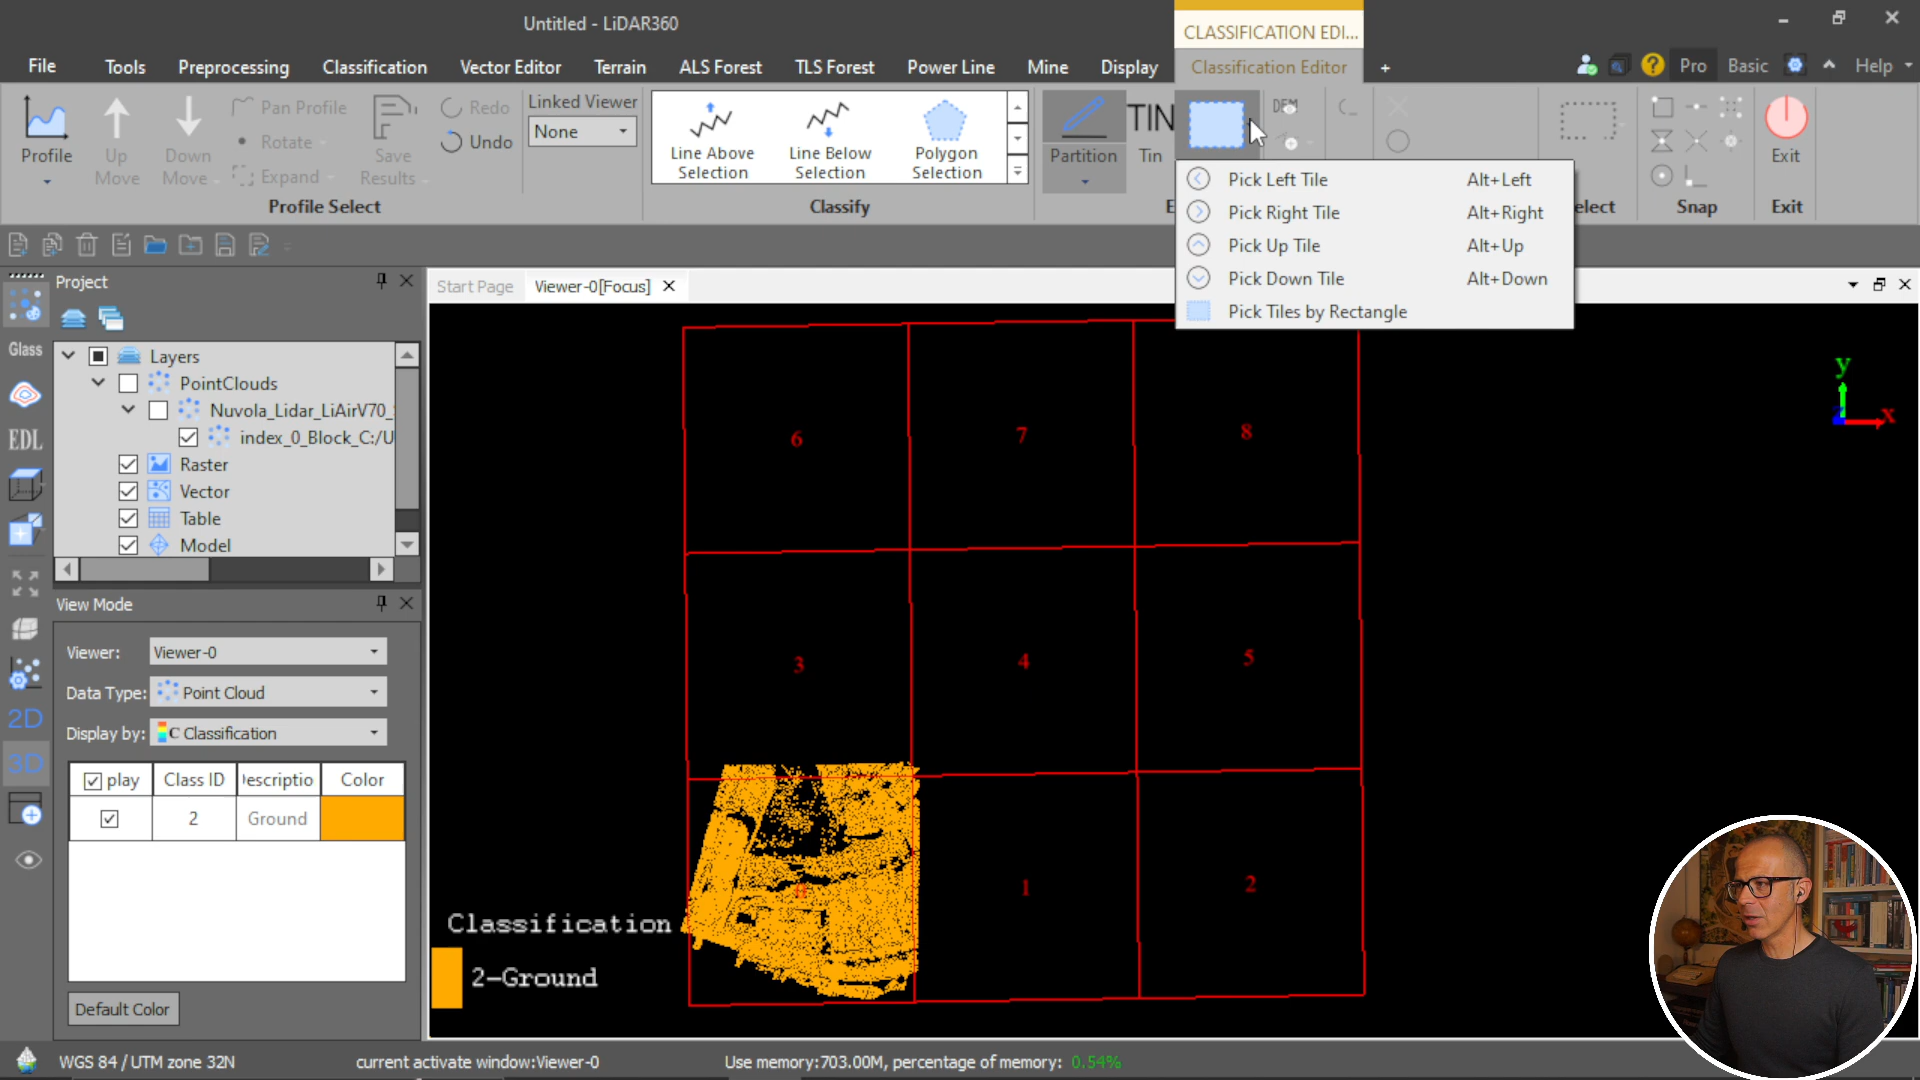 Untitled - LiDAR360
CLASSIFICATION EDI...
File Tools Preprocessing Classification Vector Editor Terrain ALS Forest TLS Forest Power Line Mine Display Classification Editor + Pro Basic Help
Profile
Up Move
Down Move
Pan Profile
Rotate
Expand
Save Results
Redo
Undo
Linked Viewer
None
Line Above Selection
Line Below Selection
Polygon Selection
Partition
TIN
Tin
DEM
Exit
Profile Select
Classify
E
elect
Snap
Exit
Pick Left Tile Alt+Left
Pick Right Tile Alt+Right
Pick Up Tile Alt+Up
Pick Down Tile Alt+Down
Pick Tiles by Rectangle
Project
Start Page
Viewer-0[Focus]
Glass
EDL
2D
3D
Layers
PointClouds
Nuvola_Lidar_LiAirV70_
index_0_Block_C:/U
Raster
Vector
Table
Model
View Mode
Viewer: Viewer-0
Data Type: Point Cloud
Display by: C Classification
play Class ID escriptio Color
2 Ground
Default Color
y
x
6 7 8
3 4 5
1 2
Classification
2-Ground
WGS 84 / UTM zone 32N
current activate window:Viewer-0
Use memory:703.00M, percentage of memory: 0.54%